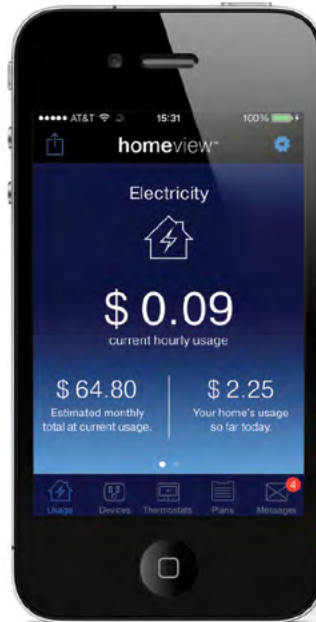 AT&T 15:31 100%
homeview™
Electricity
$ 0.09
current hourly usage
$ 64.80 $ 2.25
Estimated monthly Your home's usage
total at current usage. so far today.
4
Usage Devices Thermostats Plans Messages